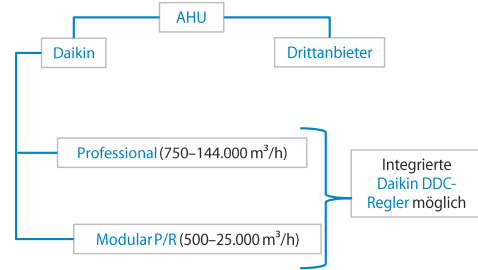 AHU
Daikin
Drittanbieter
Professional (750–144.000 m³/h)
Modular P/R (500–25.000 m³/h)
Integrierte
Daikin DDC-
Regler möglich